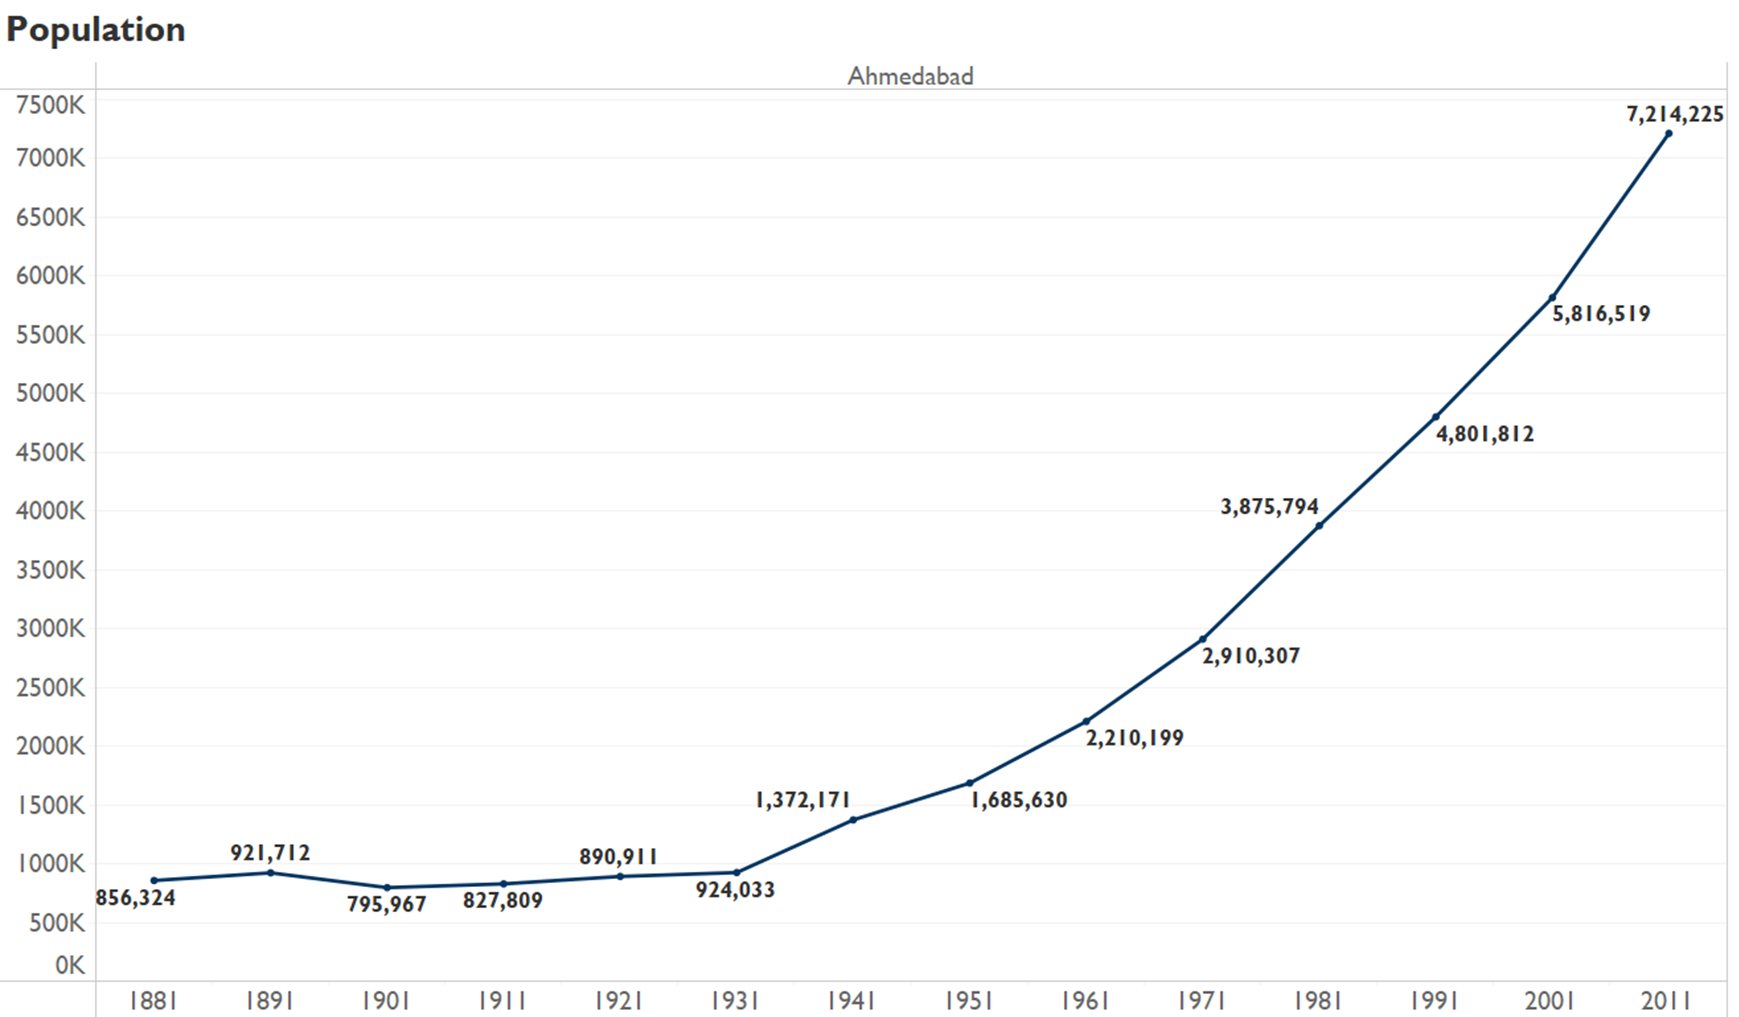 Population
Ahmedabad
7500K
7,214,225
7000K
6500K
6000K
5,816,519
5500K
5000K
4,801,812
4500K
4000K
3,875,794
3500K
3000K
2,910,307
2500K
2000K
2,210,199
1500K
1,372,171
1,685,630
1000K
921,712
890,911
924,033
856,324
795,967
827,809
500K
0K
1881 1891 1901 1911 1921 1931 1941 1951 1961 1971 1981 1991 2001 2011